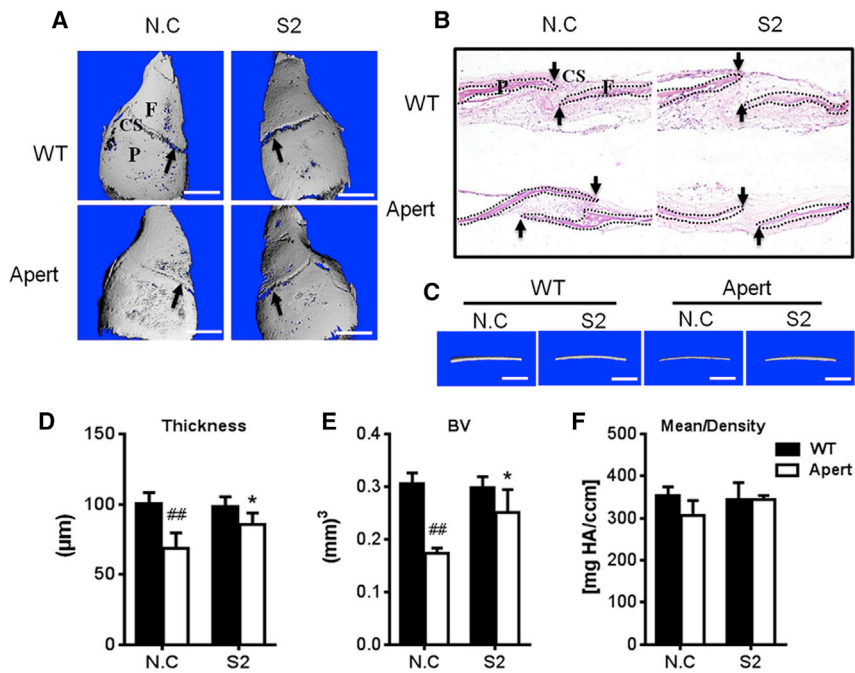 A
N.C
S2
WT
F
CS
P
Apert
B
N.C
S2
WT
P
CS
F
Apert
C
WT
Apert
N.C
S2
N.C
S2
D
Thickness
150
100
50
0
(µm)
##
*
N.C
S2
E
BV
0.4
0.3
0.2
0.1
0.0
(mm)³
##
*
N.C
S2
F
Mean/Density
500
400
300
200
100
0
[mg HA/ccm]
N.C
S2
WT
Apert